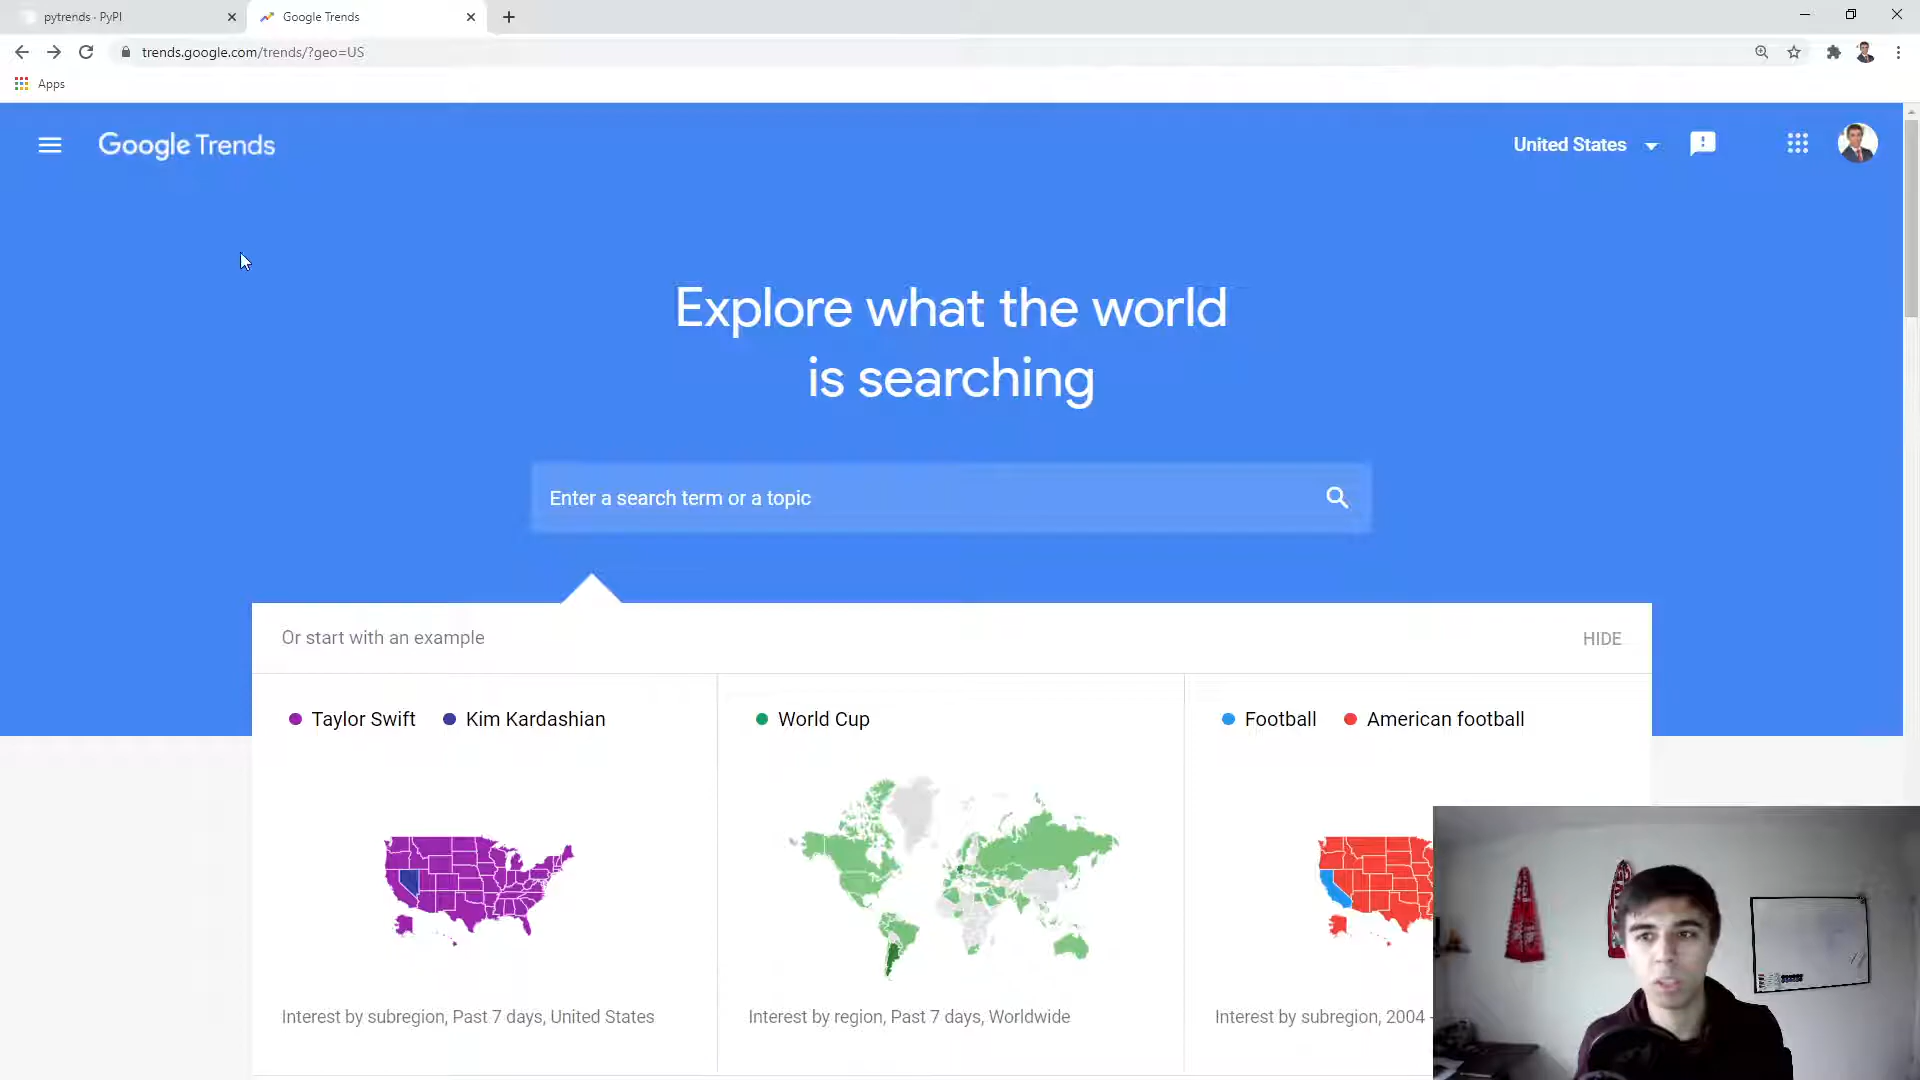 pytrends · PyPI
Google Trends
trends.google.com/trends/?geo=US
Apps
Google Trends
United States
Explore what the world
is searching
Enter a search term or a topic
Or start with an example
HIDE
Taylor Swift
Kim Kardashian
World Cup
Football
American football
Interest by subregion, Past 7 days, United States
Interest by region, Past 7 days, Worldwide
Interest by subregion, 2004 -